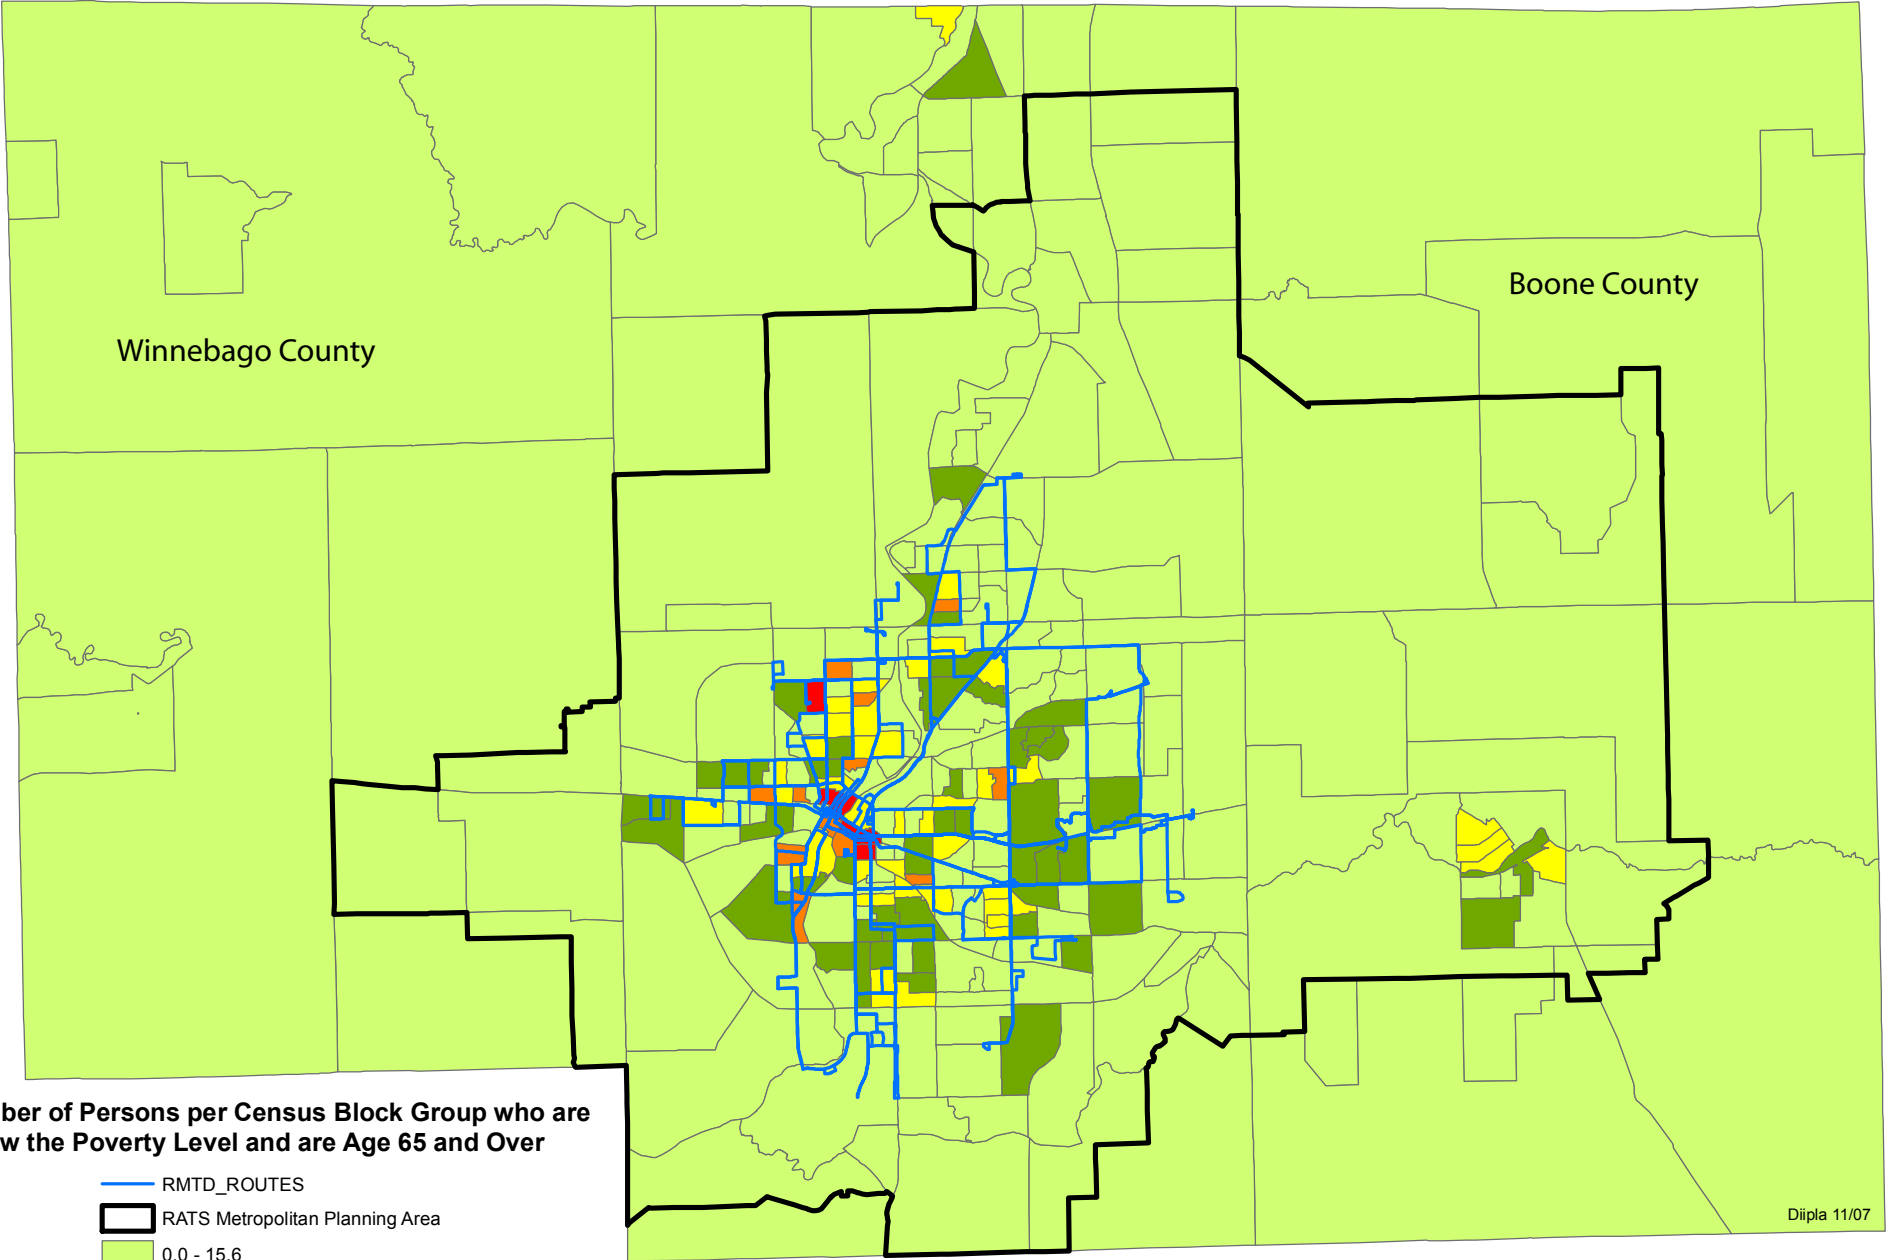 Boone County
Winnebago County
ber of Persons per Census Block Group who are
w the Poverty Level and are Age 65 and Over
RMTD_ROUTES
RATS Metropolitan Planning Area
0.0 - 15.6
Diipla 11/07